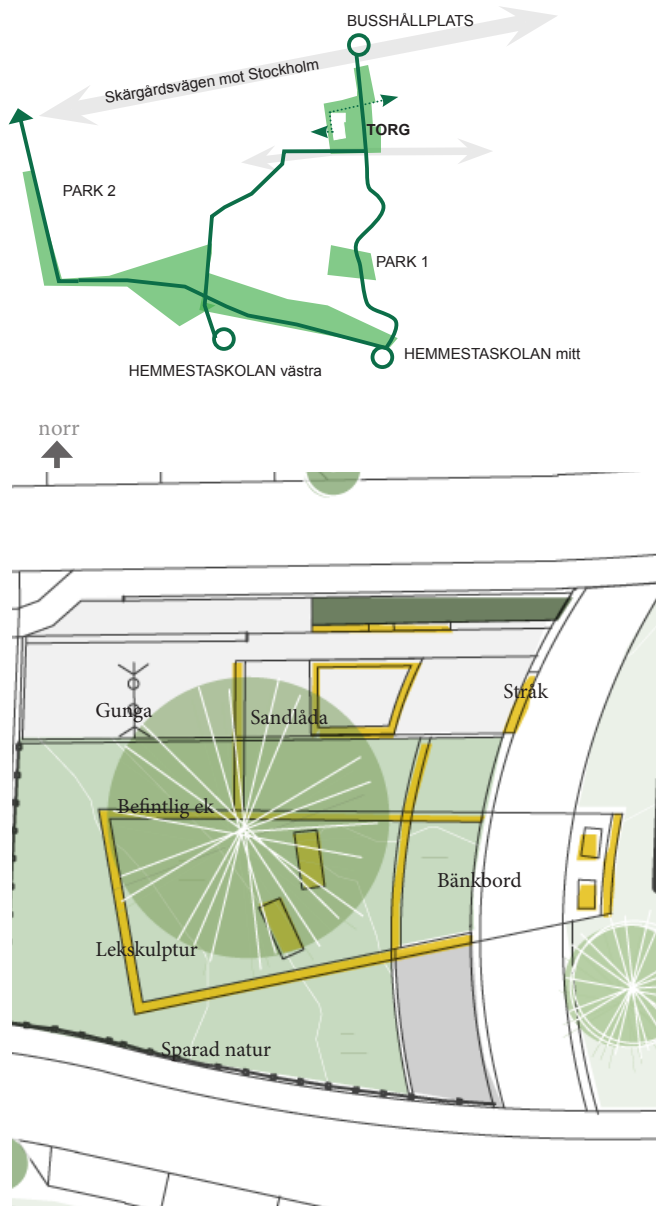 BUSSHÅLLPLATS
Skärgårdsvägen mot Stockholm
TORG
PARK 2
PARK 1
HEMMESTASKOLAN mitt
HEMMESTASKOLAN västra
norr
Stråk
Gunga
Sandlåda
Befintlig ek
Bänkbord
Lekskulptur
Sparad natur